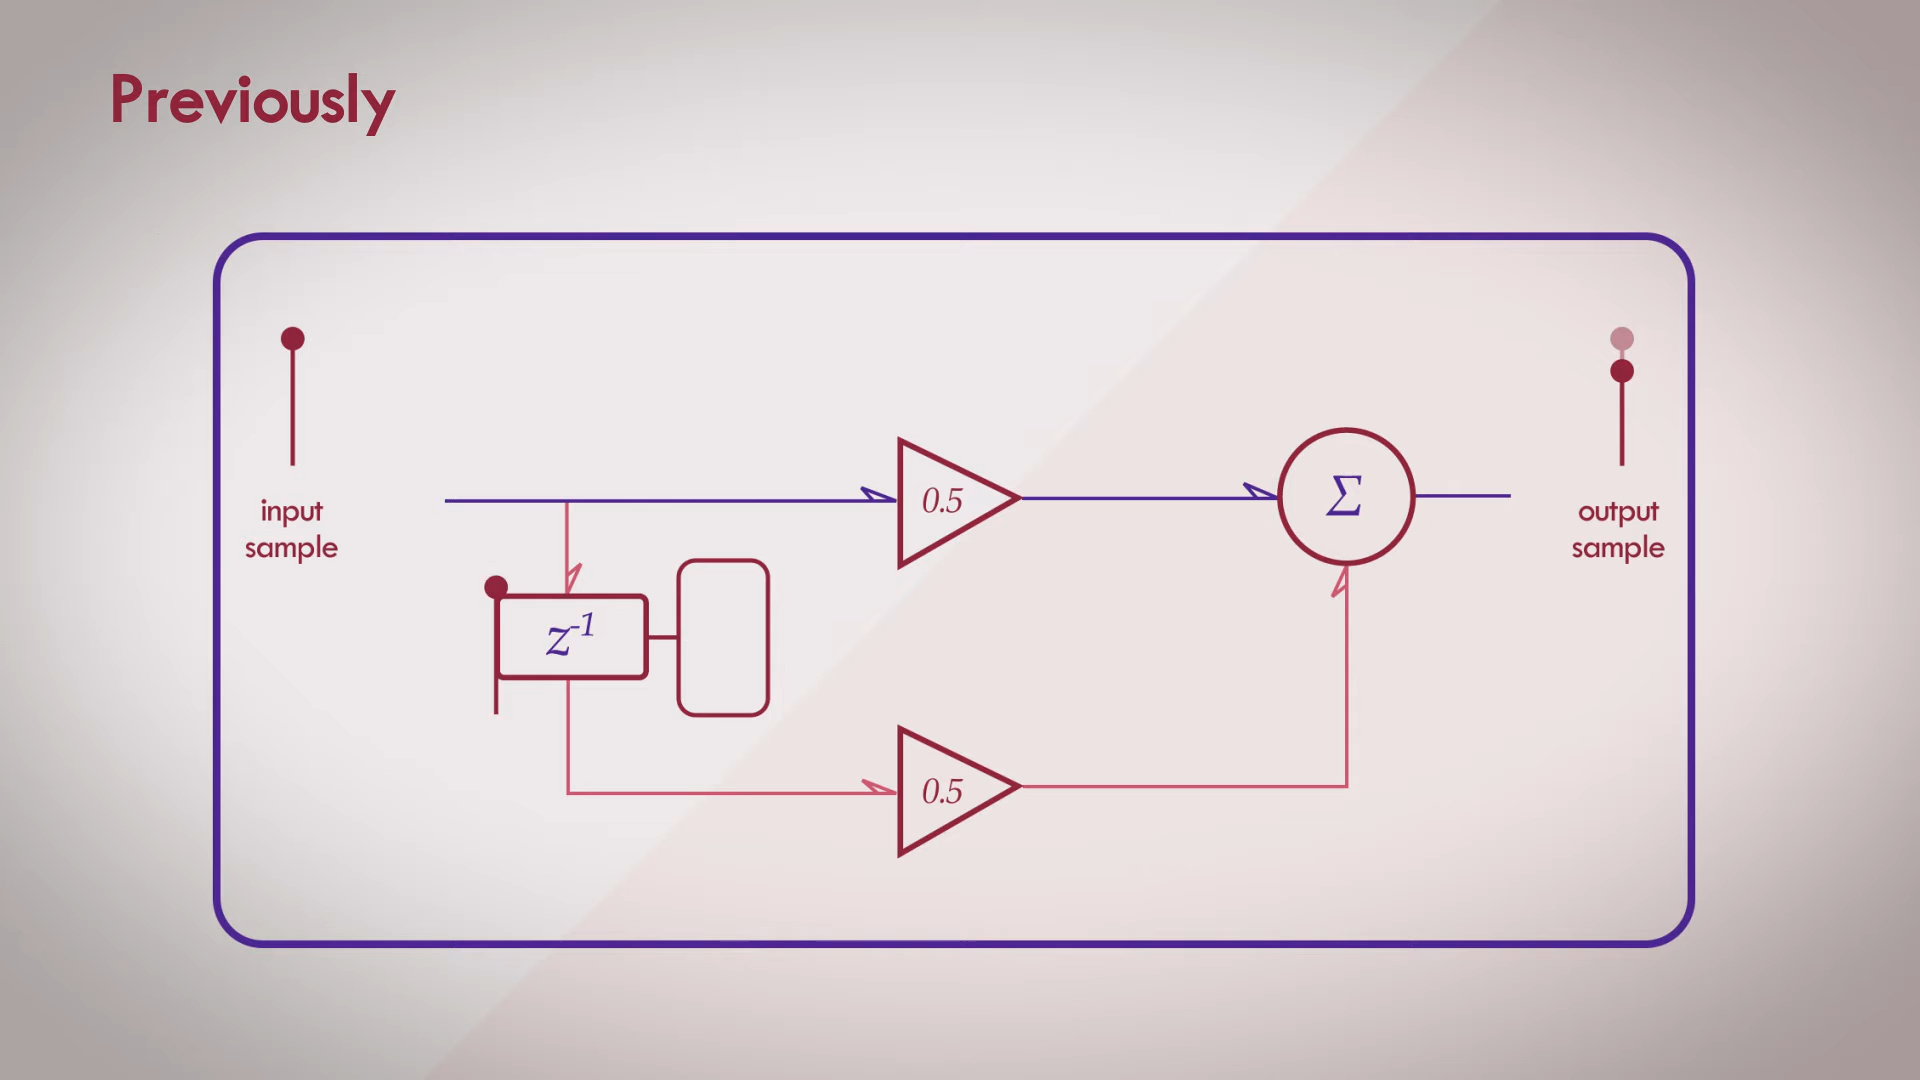 Previously
input
sample
output
sample
0.5
Σ
z⁻¹
0.5